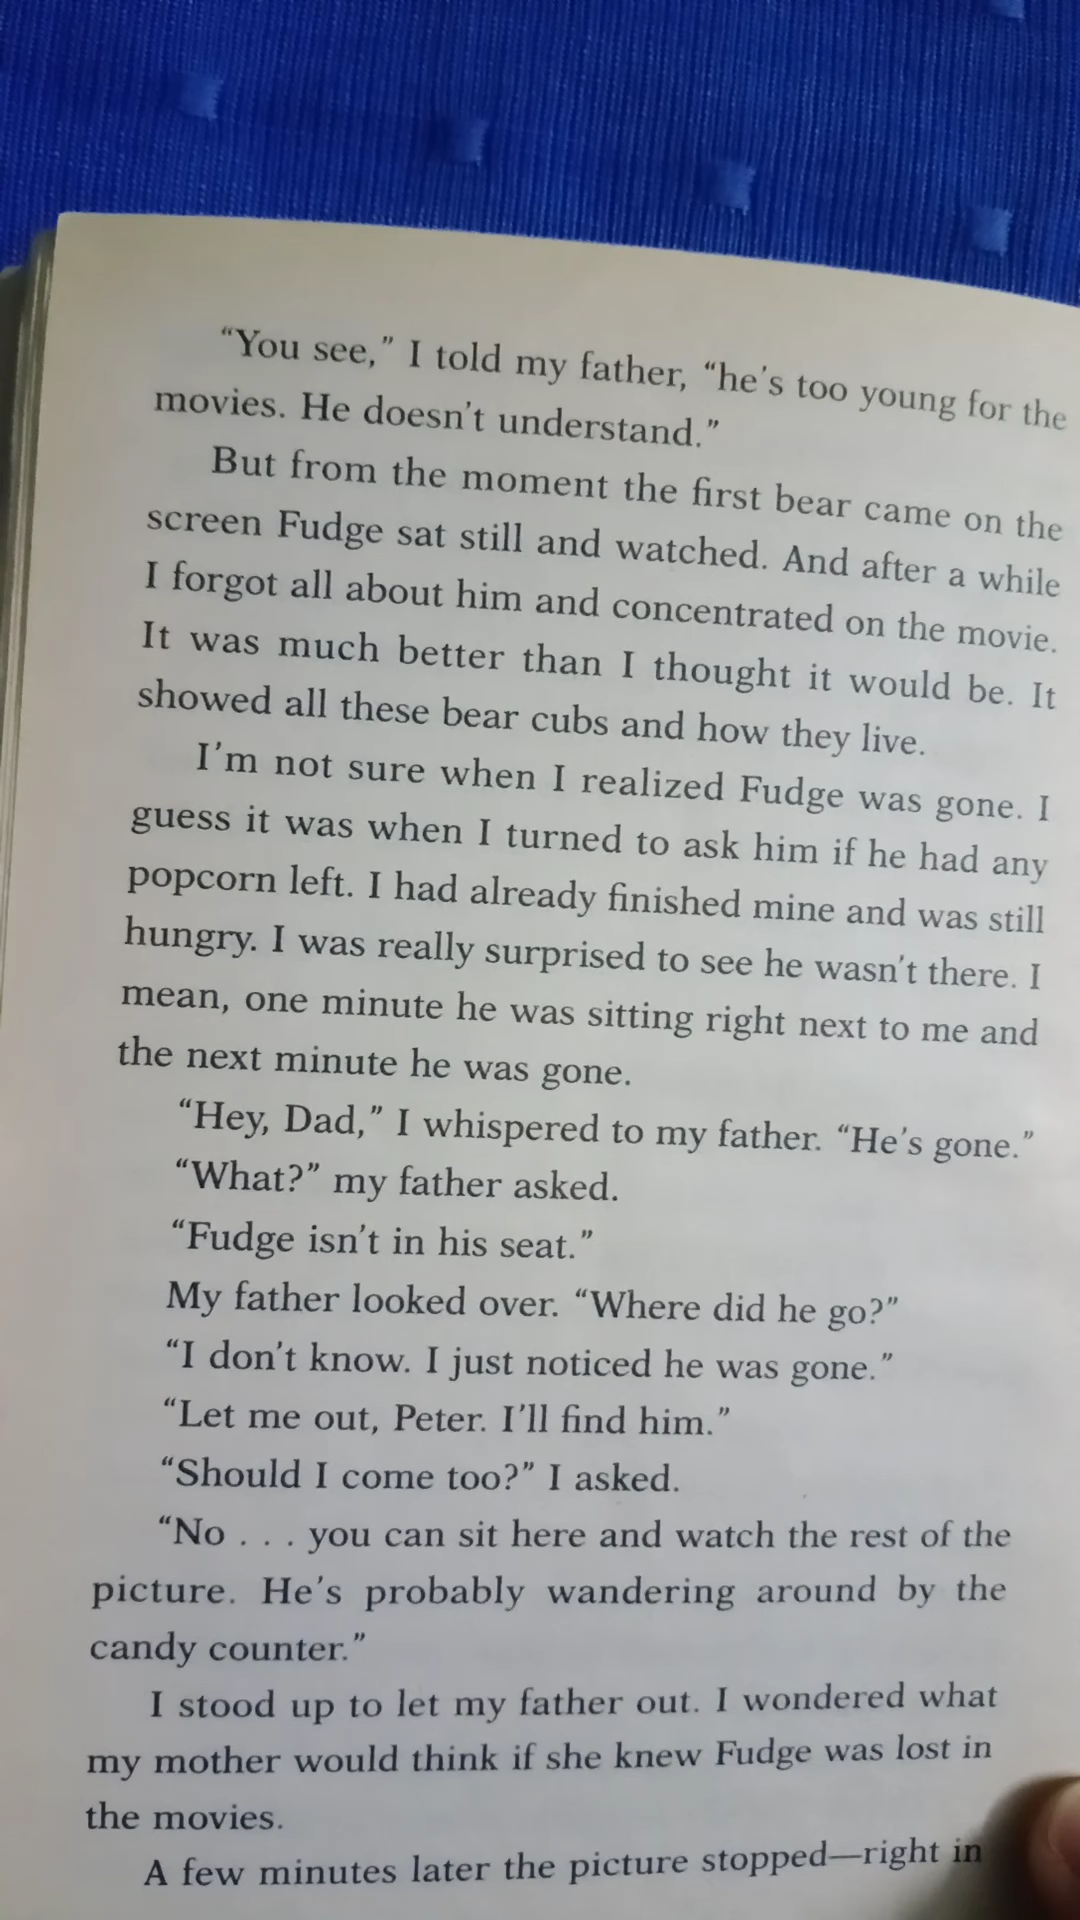 “You see,” I told my father, “he’s too young for the
movies. He doesn’t understand.”
But from the moment the first bear came on the
screen Fudge sat still and watched. And after a while
I forgot all about him and concentrated on the movie.
It was much better than I thought it would be. It
showed all these bear cubs and how they live.
I’m not sure when I realized Fudge was gone. I
guess it was when I turned to ask him if he had any
popcorn left. I had already finished mine and was still
hungry. I was really surprised to see he wasn’t there. I
mean, one minute he was sitting right next to me and
the next minute he was gone.
“Hey, Dad,” I whispered to my father. “He’s gone.”
“What?” my father asked.
“Fudge isn’t in his seat.”
My father looked over. “Where did he go?”
“I don’t know. I just noticed he was gone.”
“Let me out, Peter. I’ll find him.”
“Should I come too?” I asked.
“No . . . you can sit here and watch the rest of the
picture. He’s probably wandering around by the
candy counter.”
I stood up to let my father out. I wondered what
my mother would think if she knew Fudge was lost in
the movies.
A few minutes later the picture stopped—right in